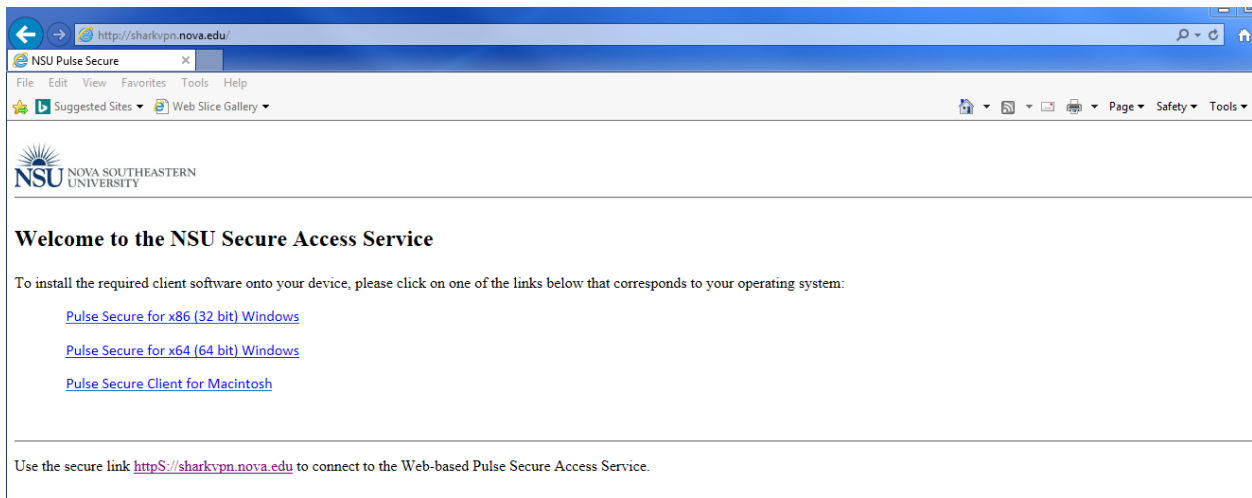 http://sharkvpn.nova.edu/
NSU Pulse Secure
File Edit View Favorites Tools Help
Suggested Sites Web Slice Gallery Page Safety Tools
NSU NOVA SOUTHEASTERN
UNIVERSITY
Welcome to the NSU Secure Access Service
To install the required client software onto your device, please click on one of the links below that corresponds to your operating system:
Pulse Secure for x86 (32 bit) Windows
Pulse Secure for x64 (64 bit) Windows
Pulse Secure Client for Macintosh
Use the secure link httpS://sharkvpn.nova.edu to connect to the Web-based Pulse Secure Access Service.